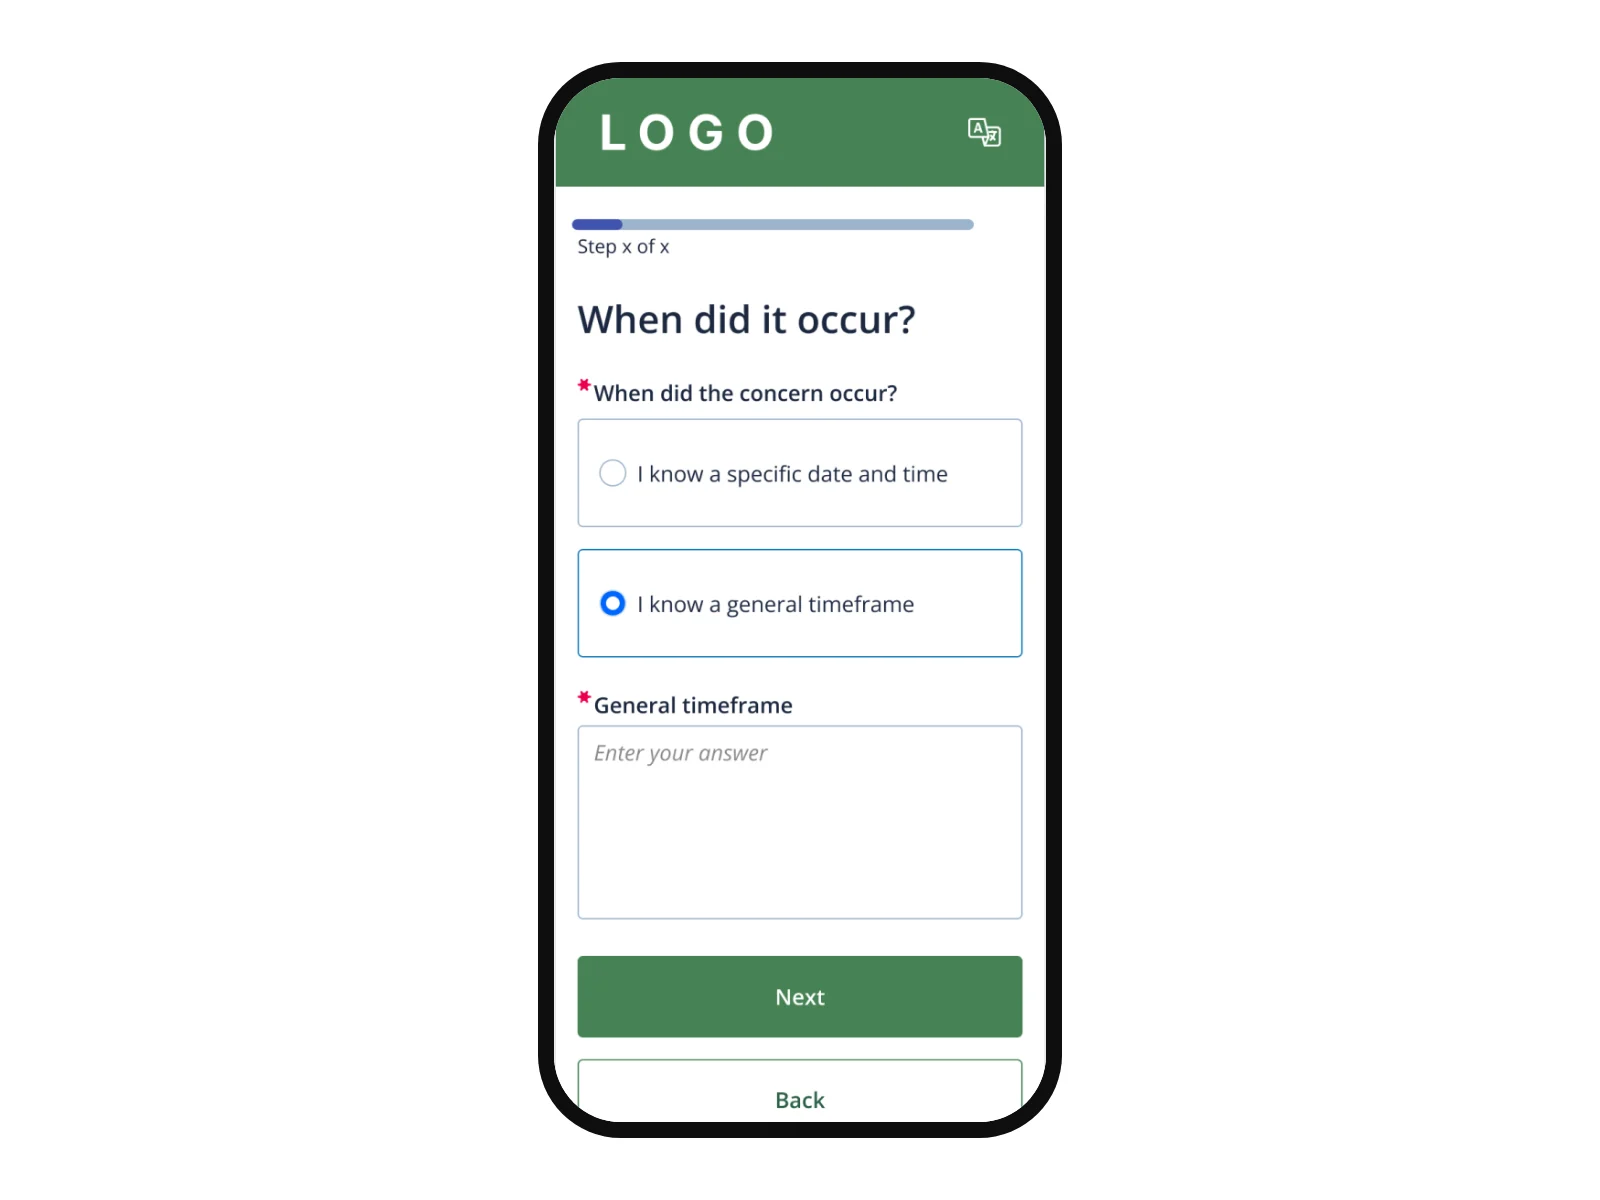 LOGO
Step x of x
When did it occur?
*When did the concern occur?
I know a specific date and time
I know a general timeframe
*General timeframe
Enter your answer
Next
Back